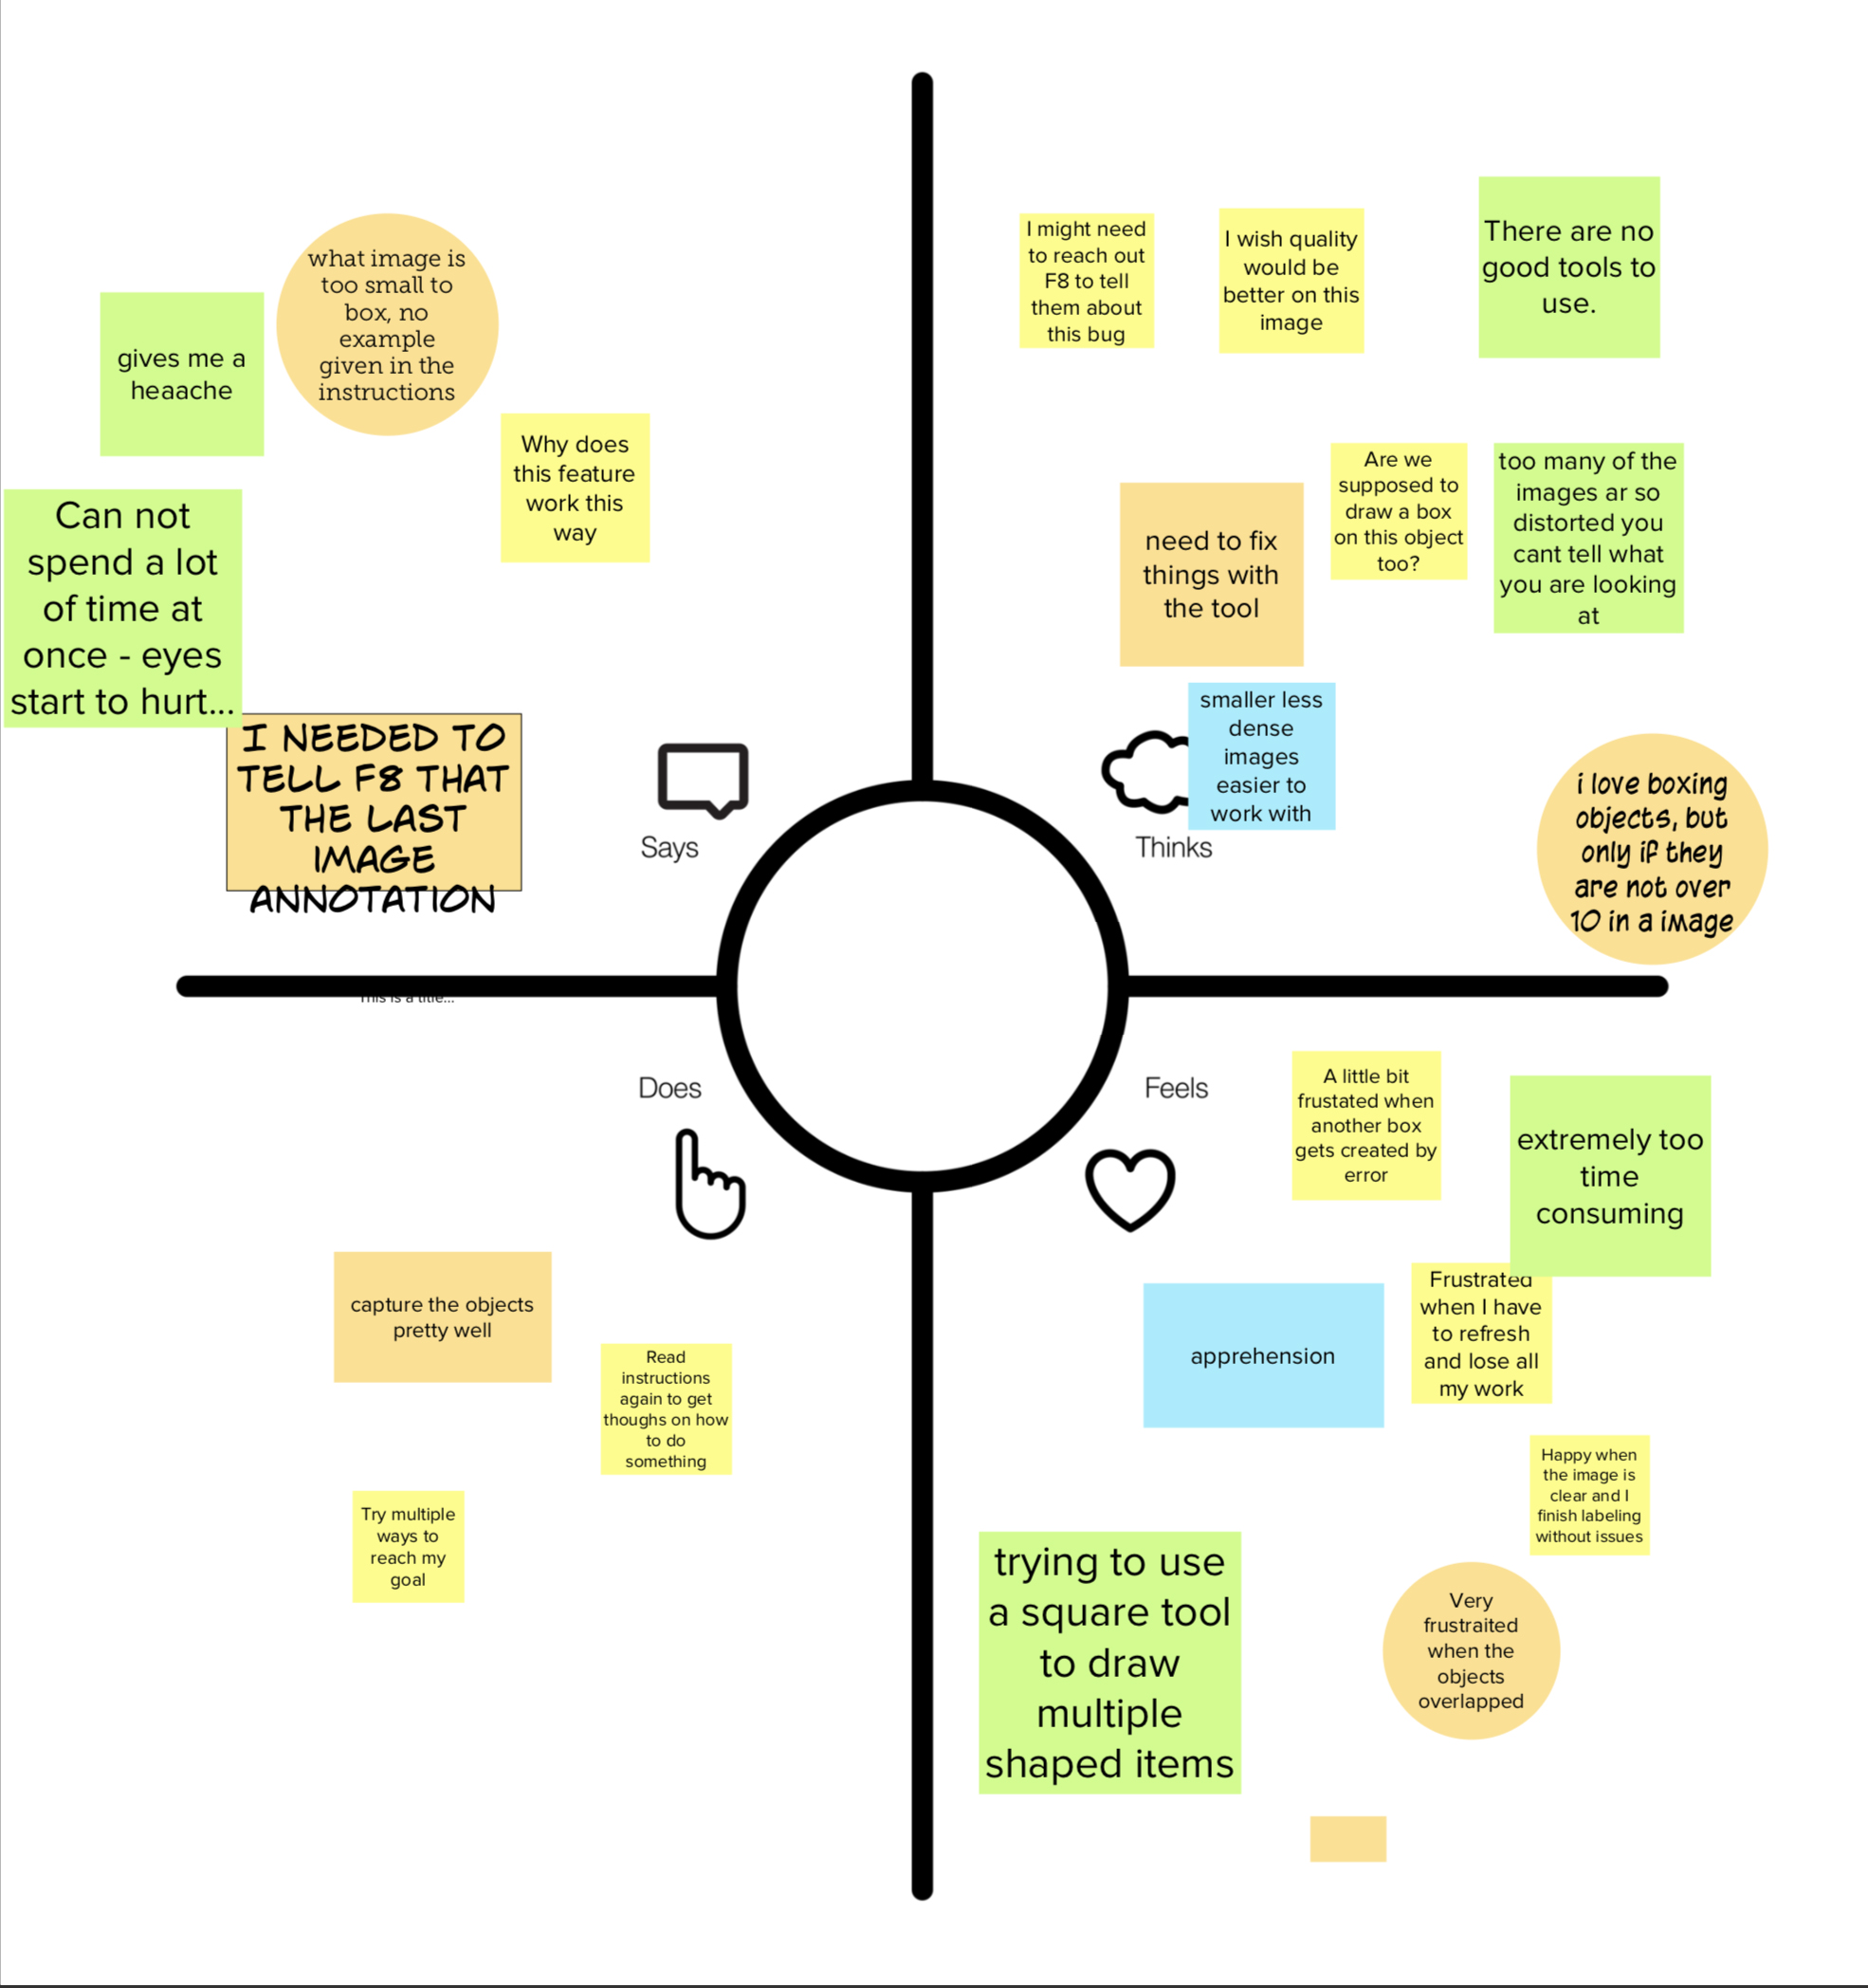 what image is
too small to
box, no
example
given in the
instructions
gives me a
heaache
Why does
this feature
work this
way
Can not
spend a lot
of time at
once - eyes
start to hurt...
I NEEDED TO
TELL F8 THAT
THE LAST
IMAGE
ANNOTATION
Says
I might need
to reach out
F8 to tell
them about
this bug
I wish quality
would be
better on this
image
There are no
good tools to
use.
need to fix
things with
the tool
Are we
supposed to
draw a box
on this object
too?
too many of the
images ar so
distorted you
cant tell what
you are looking
at
smaller less
dense
images
easier to
work with
Thinks
i love boxing
objects, but
only if they
are not over
10 in a image
This is a title...
Does
capture the objects
pretty well
Read
instructions
again to get
thoughs on how
to do
something
Try multiple
ways to
reach my
goal
Feels
A little bit
frustated when
another box
gets created by
error
extremely too
time
consuming
apprehension
Frustrated
when I have
to refresh
and lose all
my work
Happy when
the image is
clear and I
finish labeling
without issues
trying to use
a square tool
to draw
multiple
shaped items
Very
frustraited
when the
objects
overlapped